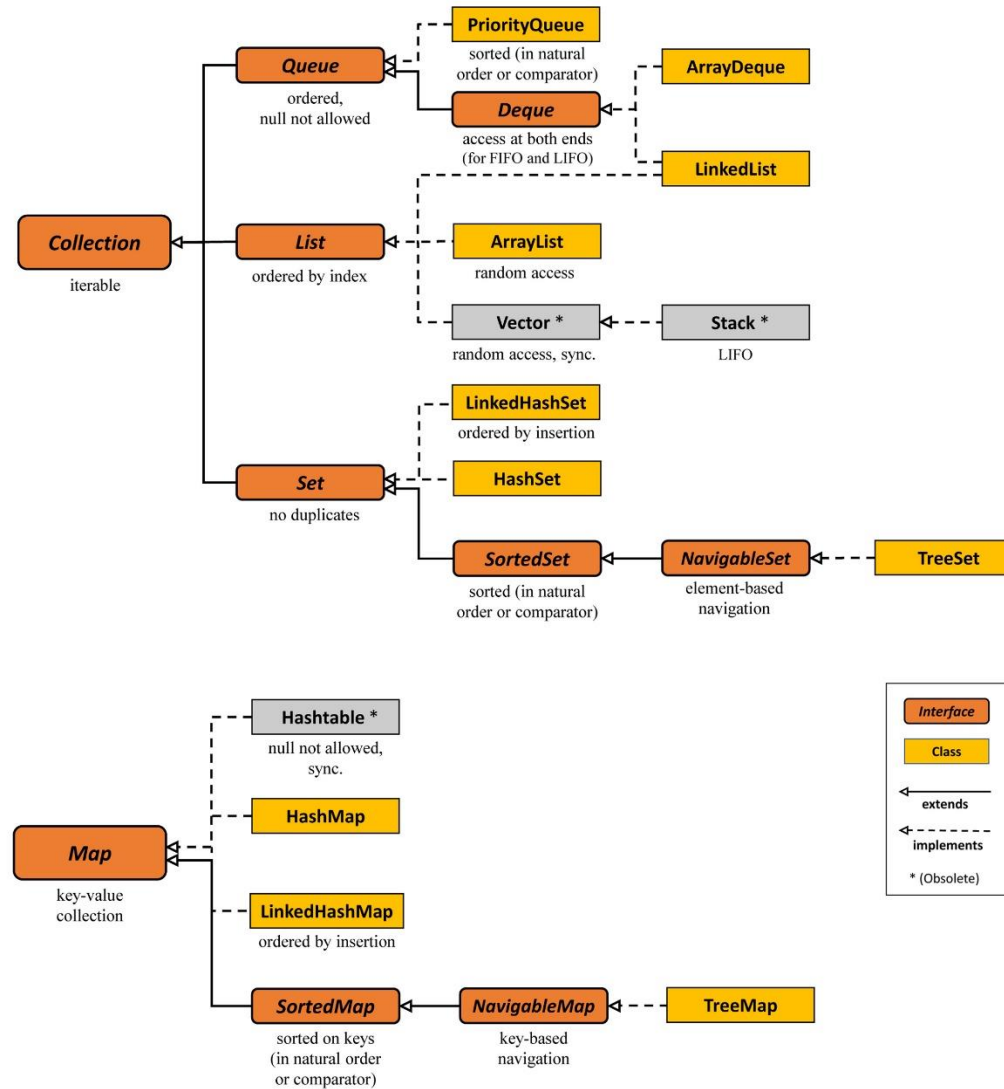 PriorityQueue
sorted (in natural
order or comparator)
Queue
ordered,
null not allowed
ArrayDeque
Deque
access at both ends
(for FIFO and LIFO)
LinkedList
Collection
iterable
List
ordered by index
ArrayList
random access
Vector *
random access, sync.
Stack *
LIFO
LinkedHashSet
ordered by insertion
Set
no duplicates
HashSet
SortedSet
sorted (in natural
order or comparator)
NavigableSet
element-based
navigation
TreeSet
Hashtable *
null not allowed,
sync.
HashMap
Map
key-value
collection
LinkedHashMap
ordered by insertion
SortedMap
sorted on keys
(in natural order
or comparator)
NavigableMap
key-based
navigation
TreeMap
Interface
Class
extends
implements
* (Obsolete)